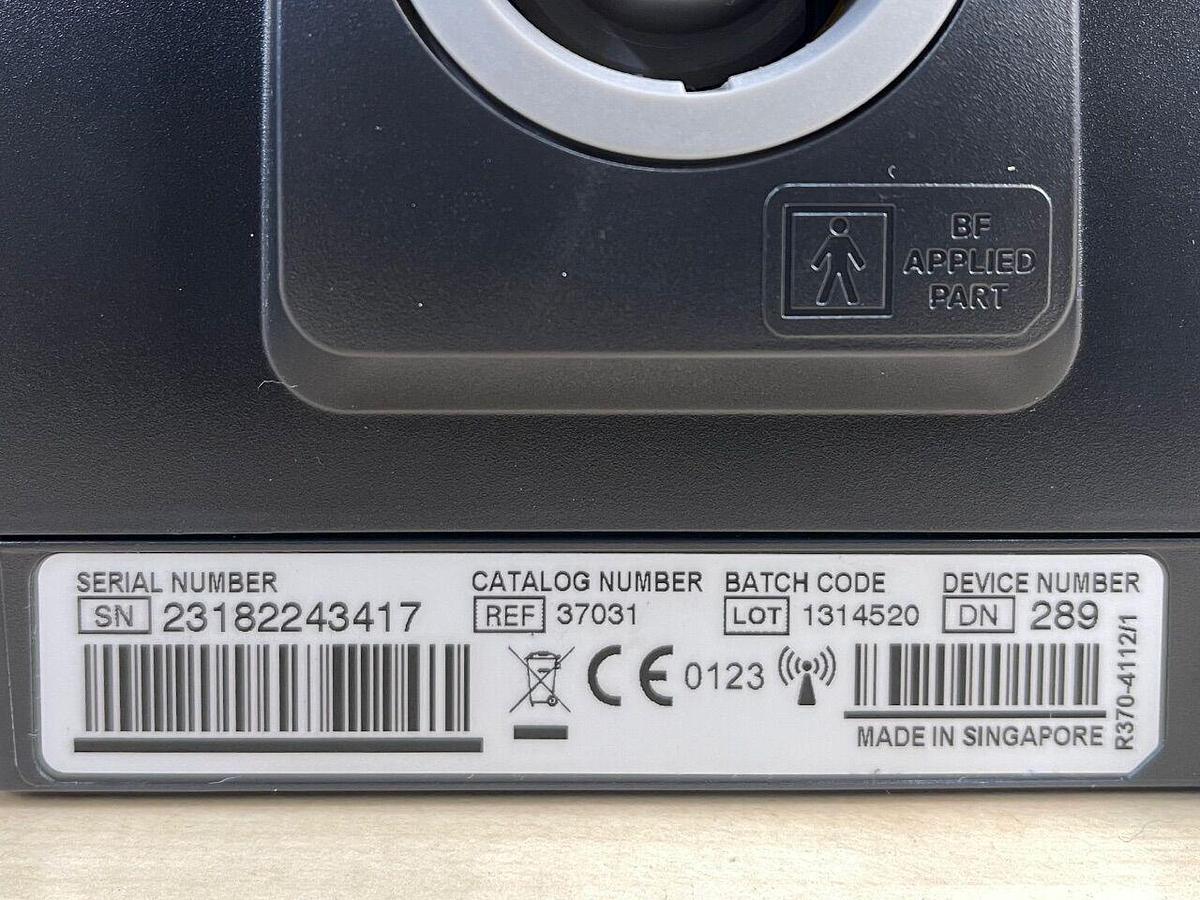 BF
APPLIED
PART
SERIAL NUMBER
SN 23182243417
CATALOG NUMBER
REF 37031
BATCH CODE
LOT 1314520
DEVICE NUMBER
DN 289
CE 0123
MADE IN SINGAPORE
R370-4112/1